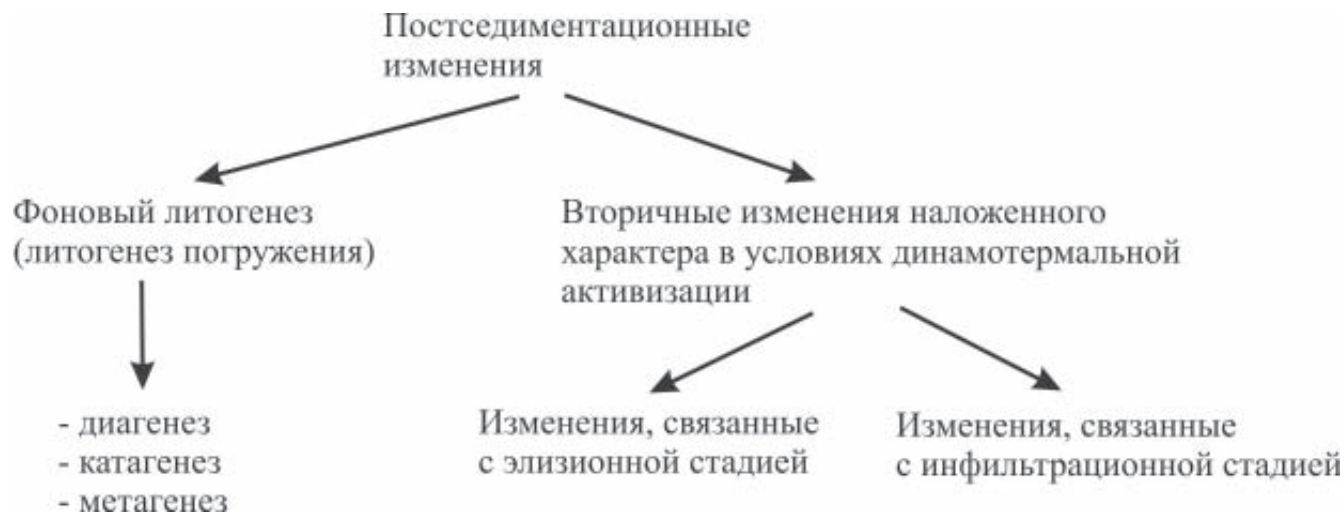 Постседиментационные
изменения
Фоновый литогенез
(литогенез погружения)
Вторичные изменения наложенного
характера в условиях динамотермальной
активизации
- диагенез
- катагенез
- метагенез
Изменения, связанные
с элизионной стадией
Изменения, связанные
с инфильтрационной стадией